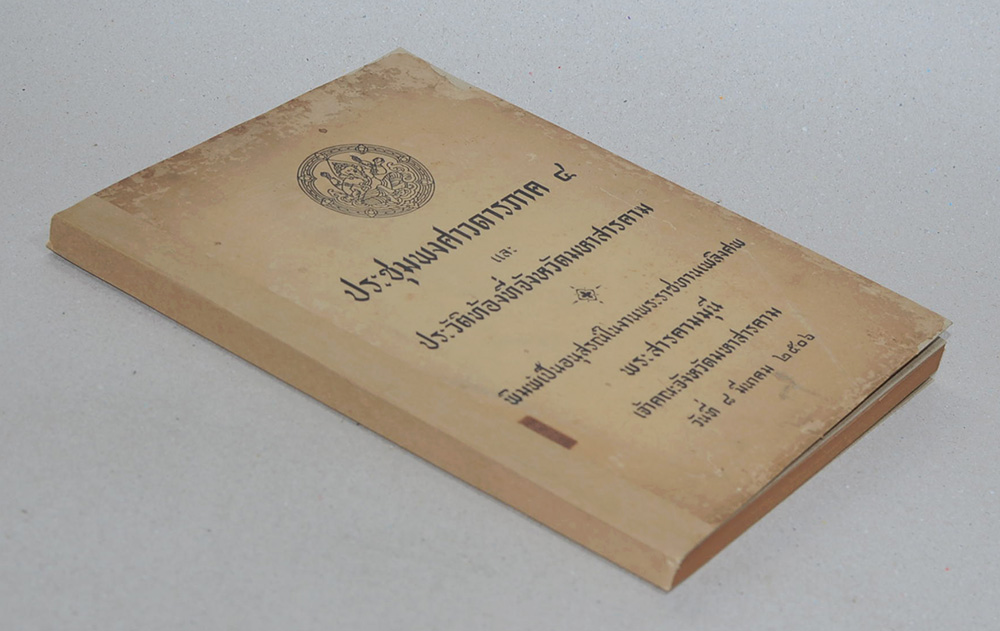 ประชุมพงศาวดารภาค ๔
และ
ประวัติท้องที่จังหวัดมหาสารคาม
พิมพ์เป็นอนุสรณ์ในงานพระราชทานเพลิงศพ
พระสารคามมุนี
เจ้าคณะจังหวัดมหาสารคาม
วันที่ ๘ มีนาคม ๒๕๐๖